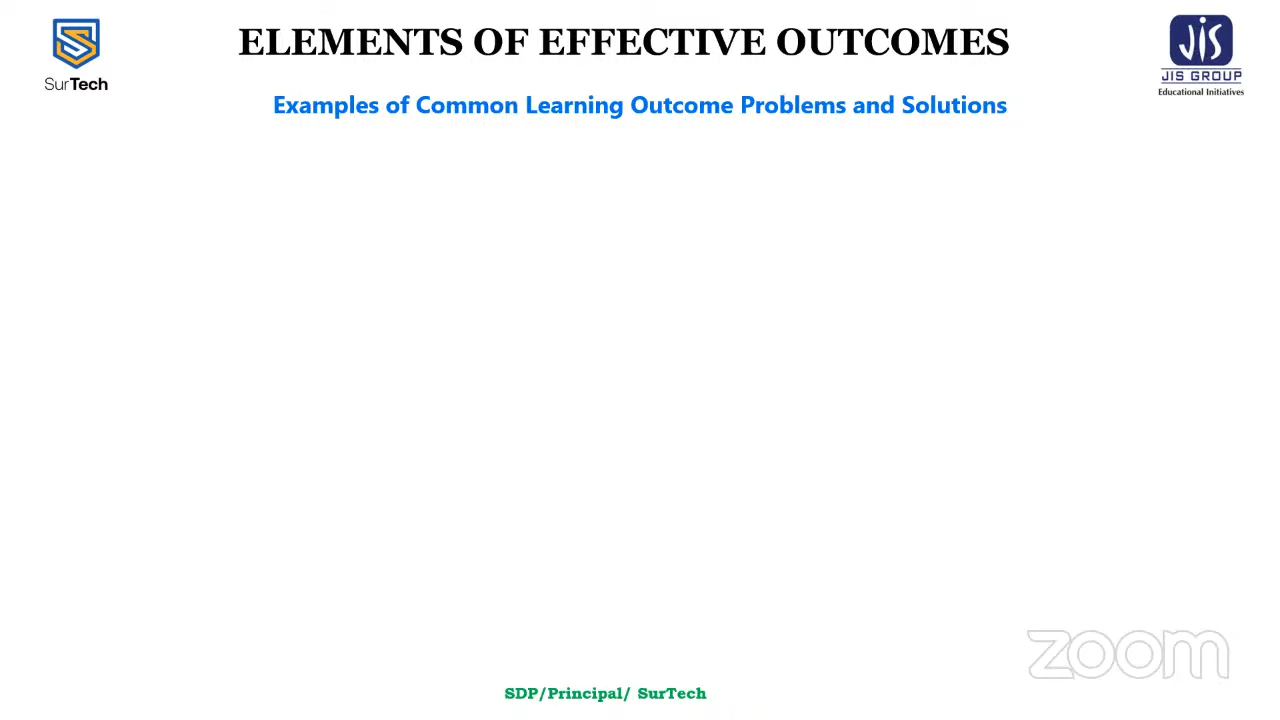 SurTech
ELEMENTS OF EFFECTIVE OUTCOMES
JIS
JIS GROUP
Educational Initiatives
Examples of Common Learning Outcome Problems and Solutions
zoom
SDP/Principal/ SurTech